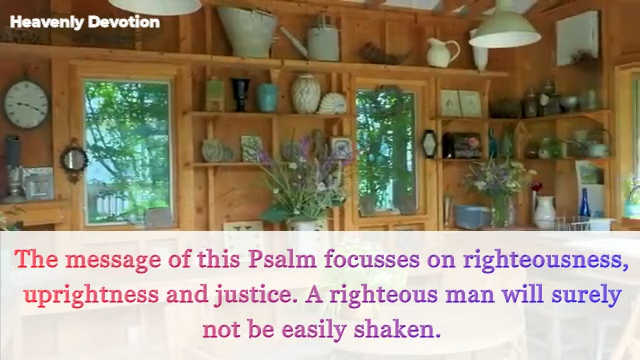 Heavenly Devotion
The message of this Psalm focusses on righteousness,
uprightness and justice. A righteous man will surely
not be easily shaken.